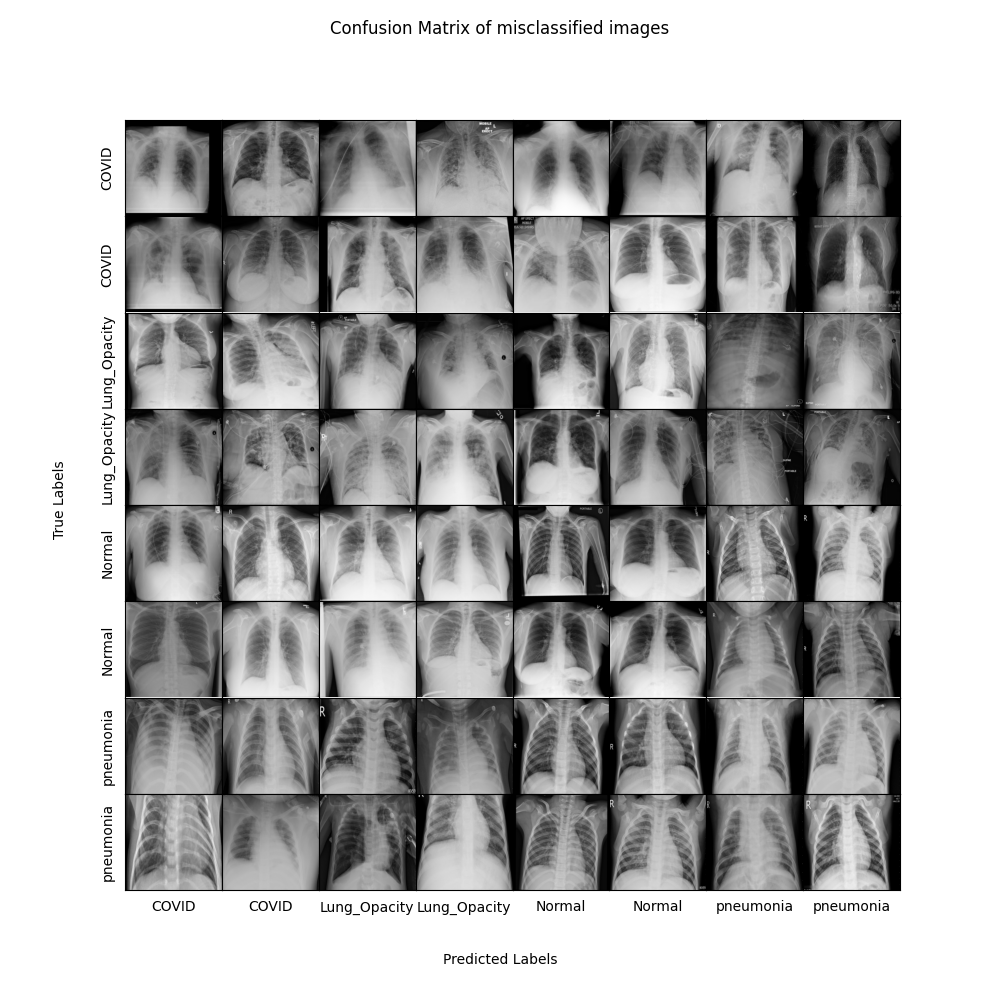 Confusion Matrix of misclassified images
True Labels
COVID
COVID
Lung_Opacity
Lung_Opacity
Normal
Normal
pneumonia
pneumonia
R
R
R
R
COVID COVID Lung_Opacity Lung_Opacity Normal Normal pneumonia pneumonia
Predicted Labels